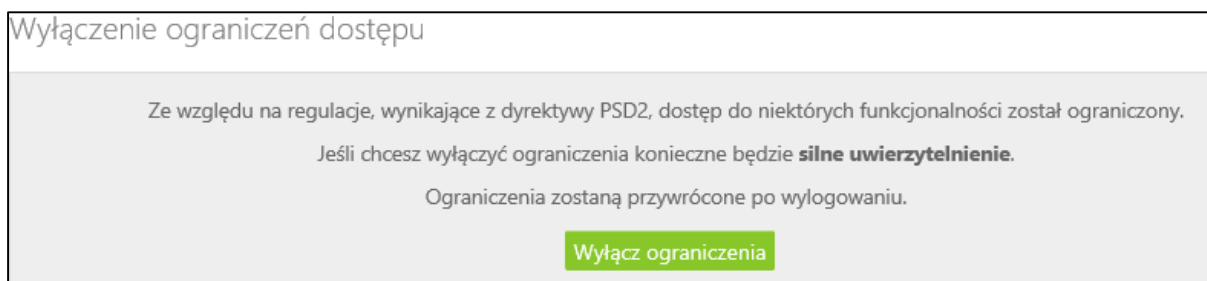 Wyłączenie ograniczeń dostępu
Ze względu na regulacje, wynikające z dyrektywy PSD2, dostęp do niektórych funkcjonalności został ograniczony.
Jeśli chcesz wyłączyć ograniczenia konieczne będzie silne uwierzytelnienie.
Ograniczenia zostaną przywrócone po wylogowaniu.
Wyłącz ograniczenia